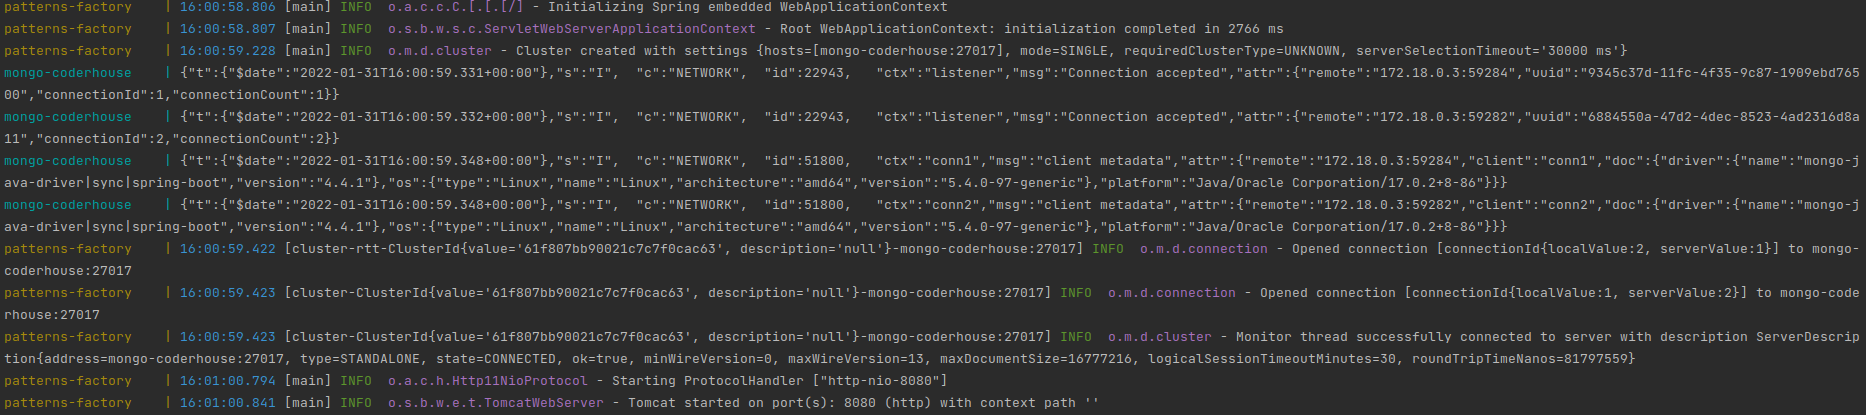 patterns-factory    | 16:00:58.806 [main] INFO  o.a.c.c.C.[.[.[/] - Initializing Spring embedded WebApplicationContext
patterns-factory    | 16:00:58.807 [main] INFO  o.s.b.w.s.c.ServletWebServerApplicationContext - Root WebApplicationContext: initialization completed in 2766 ms
patterns-factory    | 16:00:59.228 [main] INFO  o.m.d.cluster - Cluster created with settings {hosts=[mongo-coderhouse:27017], mode=SINGLE, requiredClusterType=UNKNOWN, serverSelectionTimeout='30000 ms'}
mongo-coderhouse    | {"t":{"$date":"2022-01-31T16:00:59.331+00:00"},"s":"I",  "c":"NETWORK",  "id":22943,   "ctx":"listener","msg":"Connection accepted","attr":{"remote":"172.18.0.3:59284","uuid":"9345c37d-11fc-4f35-9c87-1909ebd765
00","connectionId":1,"connectionCount":1}}
mongo-coderhouse    | {"t":{"$date":"2022-01-31T16:00:59.332+00:00"},"s":"I",  "c":"NETWORK",  "id":22943,   "ctx":"listener","msg":"Connection accepted","attr":{"remote":"172.18.0.3:59282","uuid":"6884550a-47d2-4dec-8523-4ad2316d8a
11","connectionId":2,"connectionCount":2}}
mongo-coderhouse    | {"t":{"$date":"2022-01-31T16:00:59.348+00:00"},"s":"I",  "c":"NETWORK",  "id":51800,   "ctx":"conn1","msg":"client metadata","attr":{"remote":"172.18.0.3:59284","client":"conn1","doc":{"driver":{"name":"mongo-j
ava-driver|sync|spring-boot","version":"4.4.1"},"os":{"type":"Linux","name":"Linux","architecture":"amd64","version":"5.4.0-97-generic"},"platform":"Java/Oracle Corporation/17.0.2+8-86"}}}
mongo-coderhouse    | {"t":{"$date":"2022-01-31T16:00:59.348+00:00"},"s":"I",  "c":"NETWORK",  "id":51800,   "ctx":"conn2","msg":"client metadata","attr":{"remote":"172.18.0.3:59282","client":"conn2","doc":{"driver":{"name":"mongo-j
ava-driver|sync|spring-boot","version":"4.4.1"},"os":{"type":"Linux","name":"Linux","architecture":"amd64","version":"5.4.0-97-generic"},"platform":"Java/Oracle Corporation/17.0.2+8-86"}}}
patterns-factory    | 16:00:59.422 [cluster-rtt-ClusterId{value='61f807bb90021c7c7f0cac63', description='null'}-mongo-coderhouse:27017] INFO  o.m.d.connection - Opened connection [connectionId{localValue:2, serverValue:1}] to mongo-
coderhouse:27017
patterns-factory    | 16:00:59.423 [cluster-ClusterId{value='61f807bb90021c7c7f0cac63', description='null'}-mongo-coderhouse:27017] INFO  o.m.d.connection - Opened connection [connectionId{localValue:1, serverValue:2}] to mongo-code
rhouse:27017
patterns-factory    | 16:00:59.423 [cluster-ClusterId{value='61f807bb90021c7c7f0cac63', description='null'}-mongo-coderhouse:27017] INFO  o.m.d.cluster - Monitor thread successfully connected to server with description ServerDescrip
tion{address=mongo-coderhouse:27017, type=STANDALONE, state=CONNECTED, ok=true, minWireVersion=0, maxWireVersion=13, maxDocumentSize=16777216, logicalSessionTimeoutMinutes=30, roundTripTimeNanos=81797559}
patterns-factory    | 16:01:00.794 [main] INFO  o.a.c.h.Http11NioProtocol - Starting ProtocolHandler ["http-nio-8080"]
patterns-factory    | 16:01:00.841 [main] INFO  o.s.b.w.e.t.TomcatWebServer - Tomcat started on port(s): 8080 (http) with context path ''